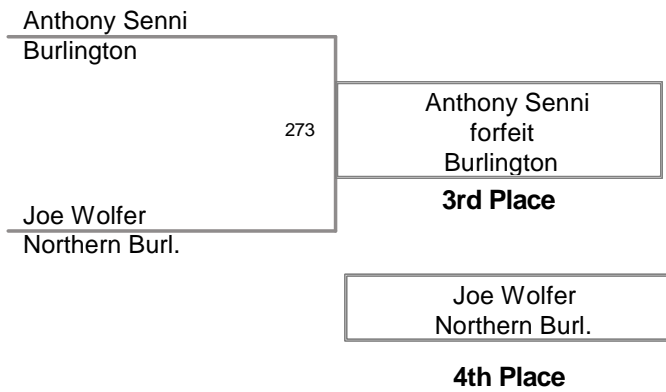 Anthony Senni
Burlington
273
Anthony Senni
forfeit
Burlington
3rd Place
Joe Wolfer
Northern Burl.
Joe Wolfer
Northern Burl.
4th Place